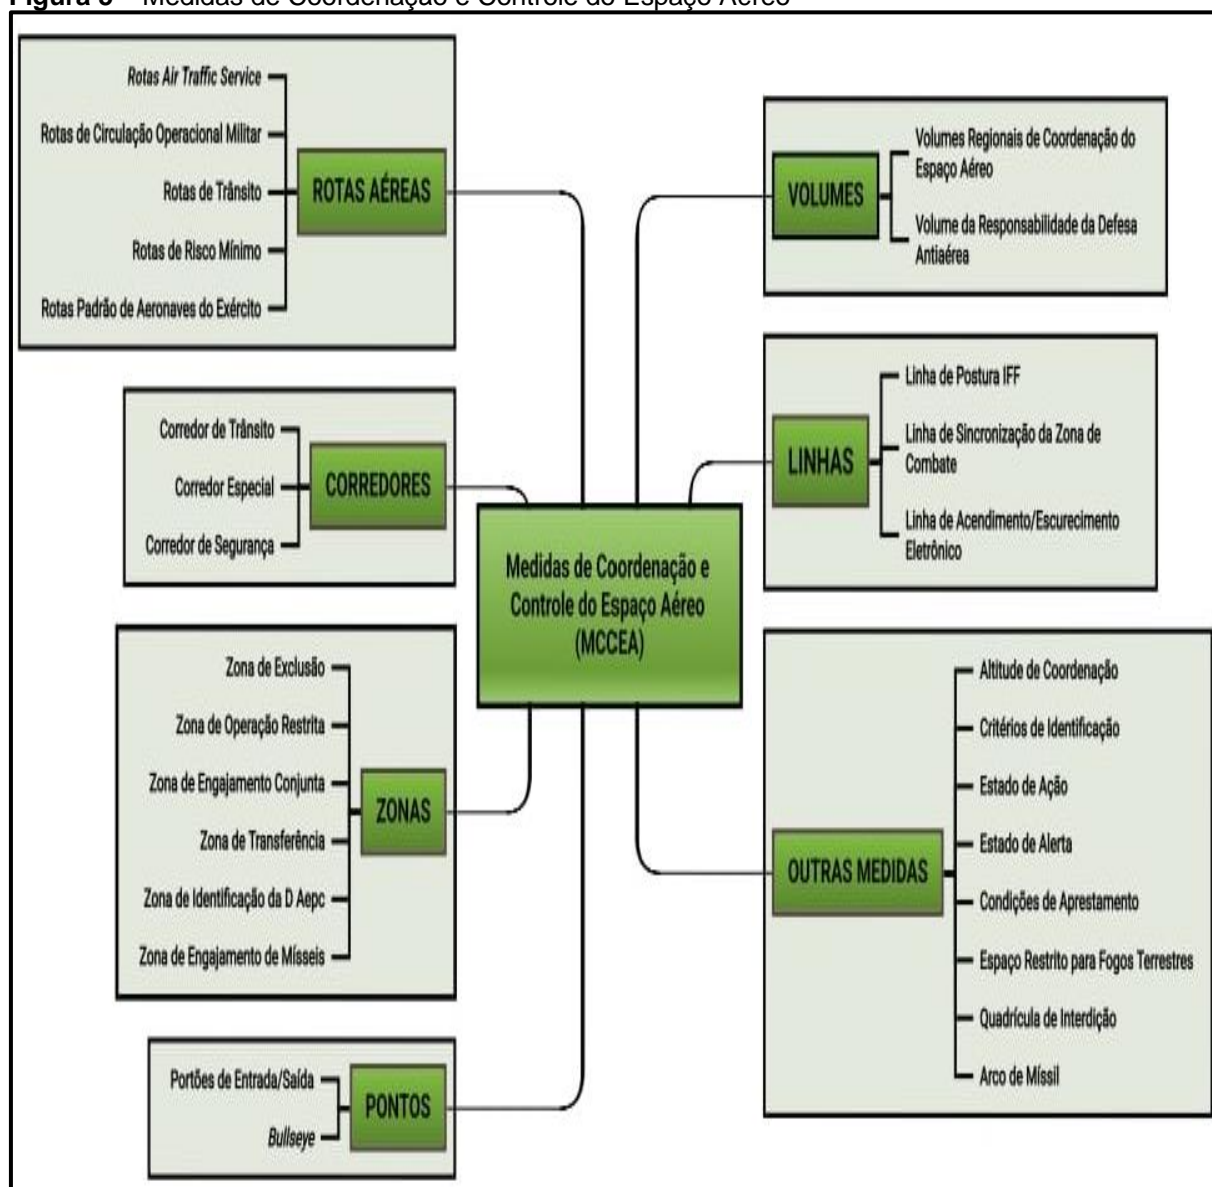 Figura 3 – Medidas de Coordenação e Controle do Espaço Aéreo
Rotas Air Traffic Service
Rotas de Circulação Operacional Militar
Rotas de Trânsito
Rotas de Risco Mínimo
Rotas Padrão de Aeronaves do Exército
ROTAS AÉREAS
Corredor de Trânsito
Corredor Especial
Corredor de Segurança
CORREDORES
Zona de Exclusão
Zona de Operação Restrita
Zona de Engajamento Conjunta
Zona de Transferência
Zona de Identificação da D Aepc
Zona de Engajamento de Mísseis
ZONAS
Portões de Entrada/Saída
Bullseye
PONTOS
Medidas de Coordenação e
Controle do Espaço Aéreo
(MCCEA)
VOLUMES
Volumes Regionais de Coordenação do
Espaço Aéreo
Volume da Responsabilidade da Defesa
Antiaérea
LINHAS
Linha de Postura IFF
Linha de Sincronização da Zona de
Combate
Linha de Acendimento/Escurecimento
Eletrônico
OUTRAS MEDIDAS
Altitude de Coordenação
Critérios de Identificação
Estado de Ação
Estado de Alerta
Condições de Aprestamento
Espaço Restrito para Fogos Terrestres
Quadrícula de Interdição
Arco de Míssil